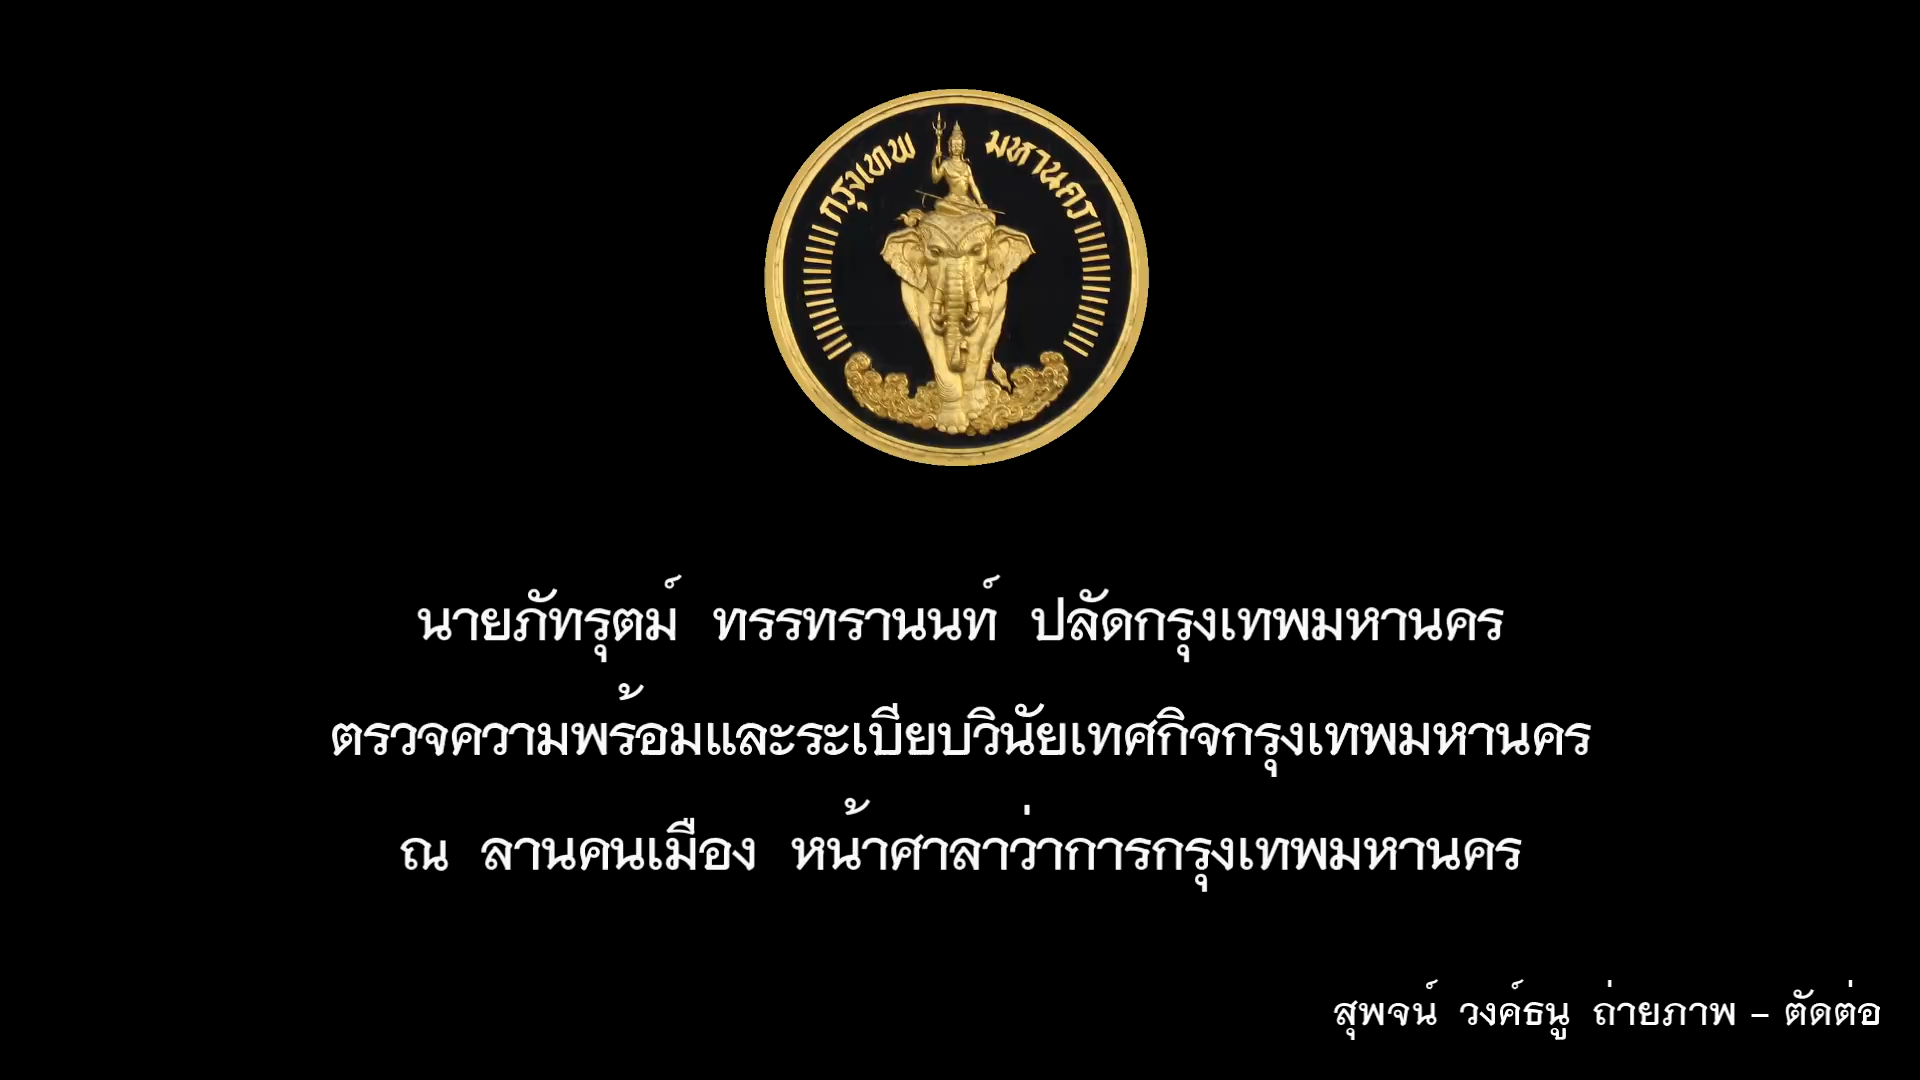 กรุงเทพ มหานคร
นายภัทรุตม์ ทรรทรานนท์ ปลัดกรุงเทพมหานคร
ตรวจความพร้อมและระเบียบวินัยเทศกิจกรุงเทพมหานคร
ณ ลานคนเมือง หน้าศาลาว่าการกรุงเทพมหานคร
สุพจน์ วงค์ธนู ถ่ายภาพ - ตัดต่อ